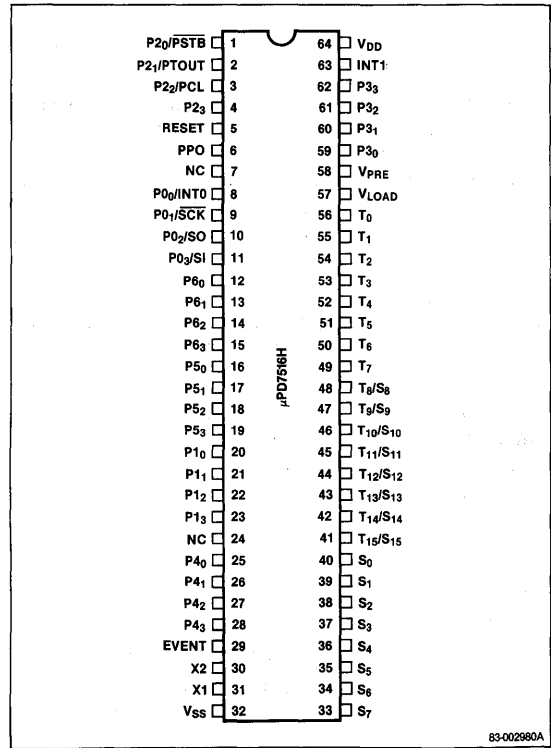 P2₀/PSTB 1 64 VDD
P2₁/PTOUT 2 63 INT1
P2₂/PCL 3 62 P3₃
P2₃ 4 61 P3₂
RESET 5 60 P3₁
PPO 6 59 P3₀
NC 7 58 VPRE
P0₀/INT0 8 57 VLOAD
P0₁/SCK 9 56 T₀
P0₂/SO 10 55 T₁
P0₃/SI 11 54 T₂
P6₀ 12 53 T₃
P6₁ 13 52 T₄
P6₂ 14 51 T₅
P6₃ 15 50 T₆
P5₀ 16 49 T₇
P5₁ 17 48 T₈/S₈
P5₂ 18 47 T₉/S₉
P5₃ 19 46 T₁₀/S₁₀
P1₀ 20 45 T₁₁/S₁₁
P1₁ 21 44 T₁₂/S₁₂
P1₂ 22 43 T₁₃/S₁₃
P1₃ 23 42 T₁₄/S₁₄
NC 24 41 T₁₅/S₁₅
P4₀ 25 40 S₀
P4₁ 26 39 S₁
P4₂ 27 38 S₂
P4₃ 28 37 S₃
EVENT 29 36 S₄
X2 30 35 S₅
X1 31 34 S₆
VSS 32 33 S₇
μPD7516H
83-002980A